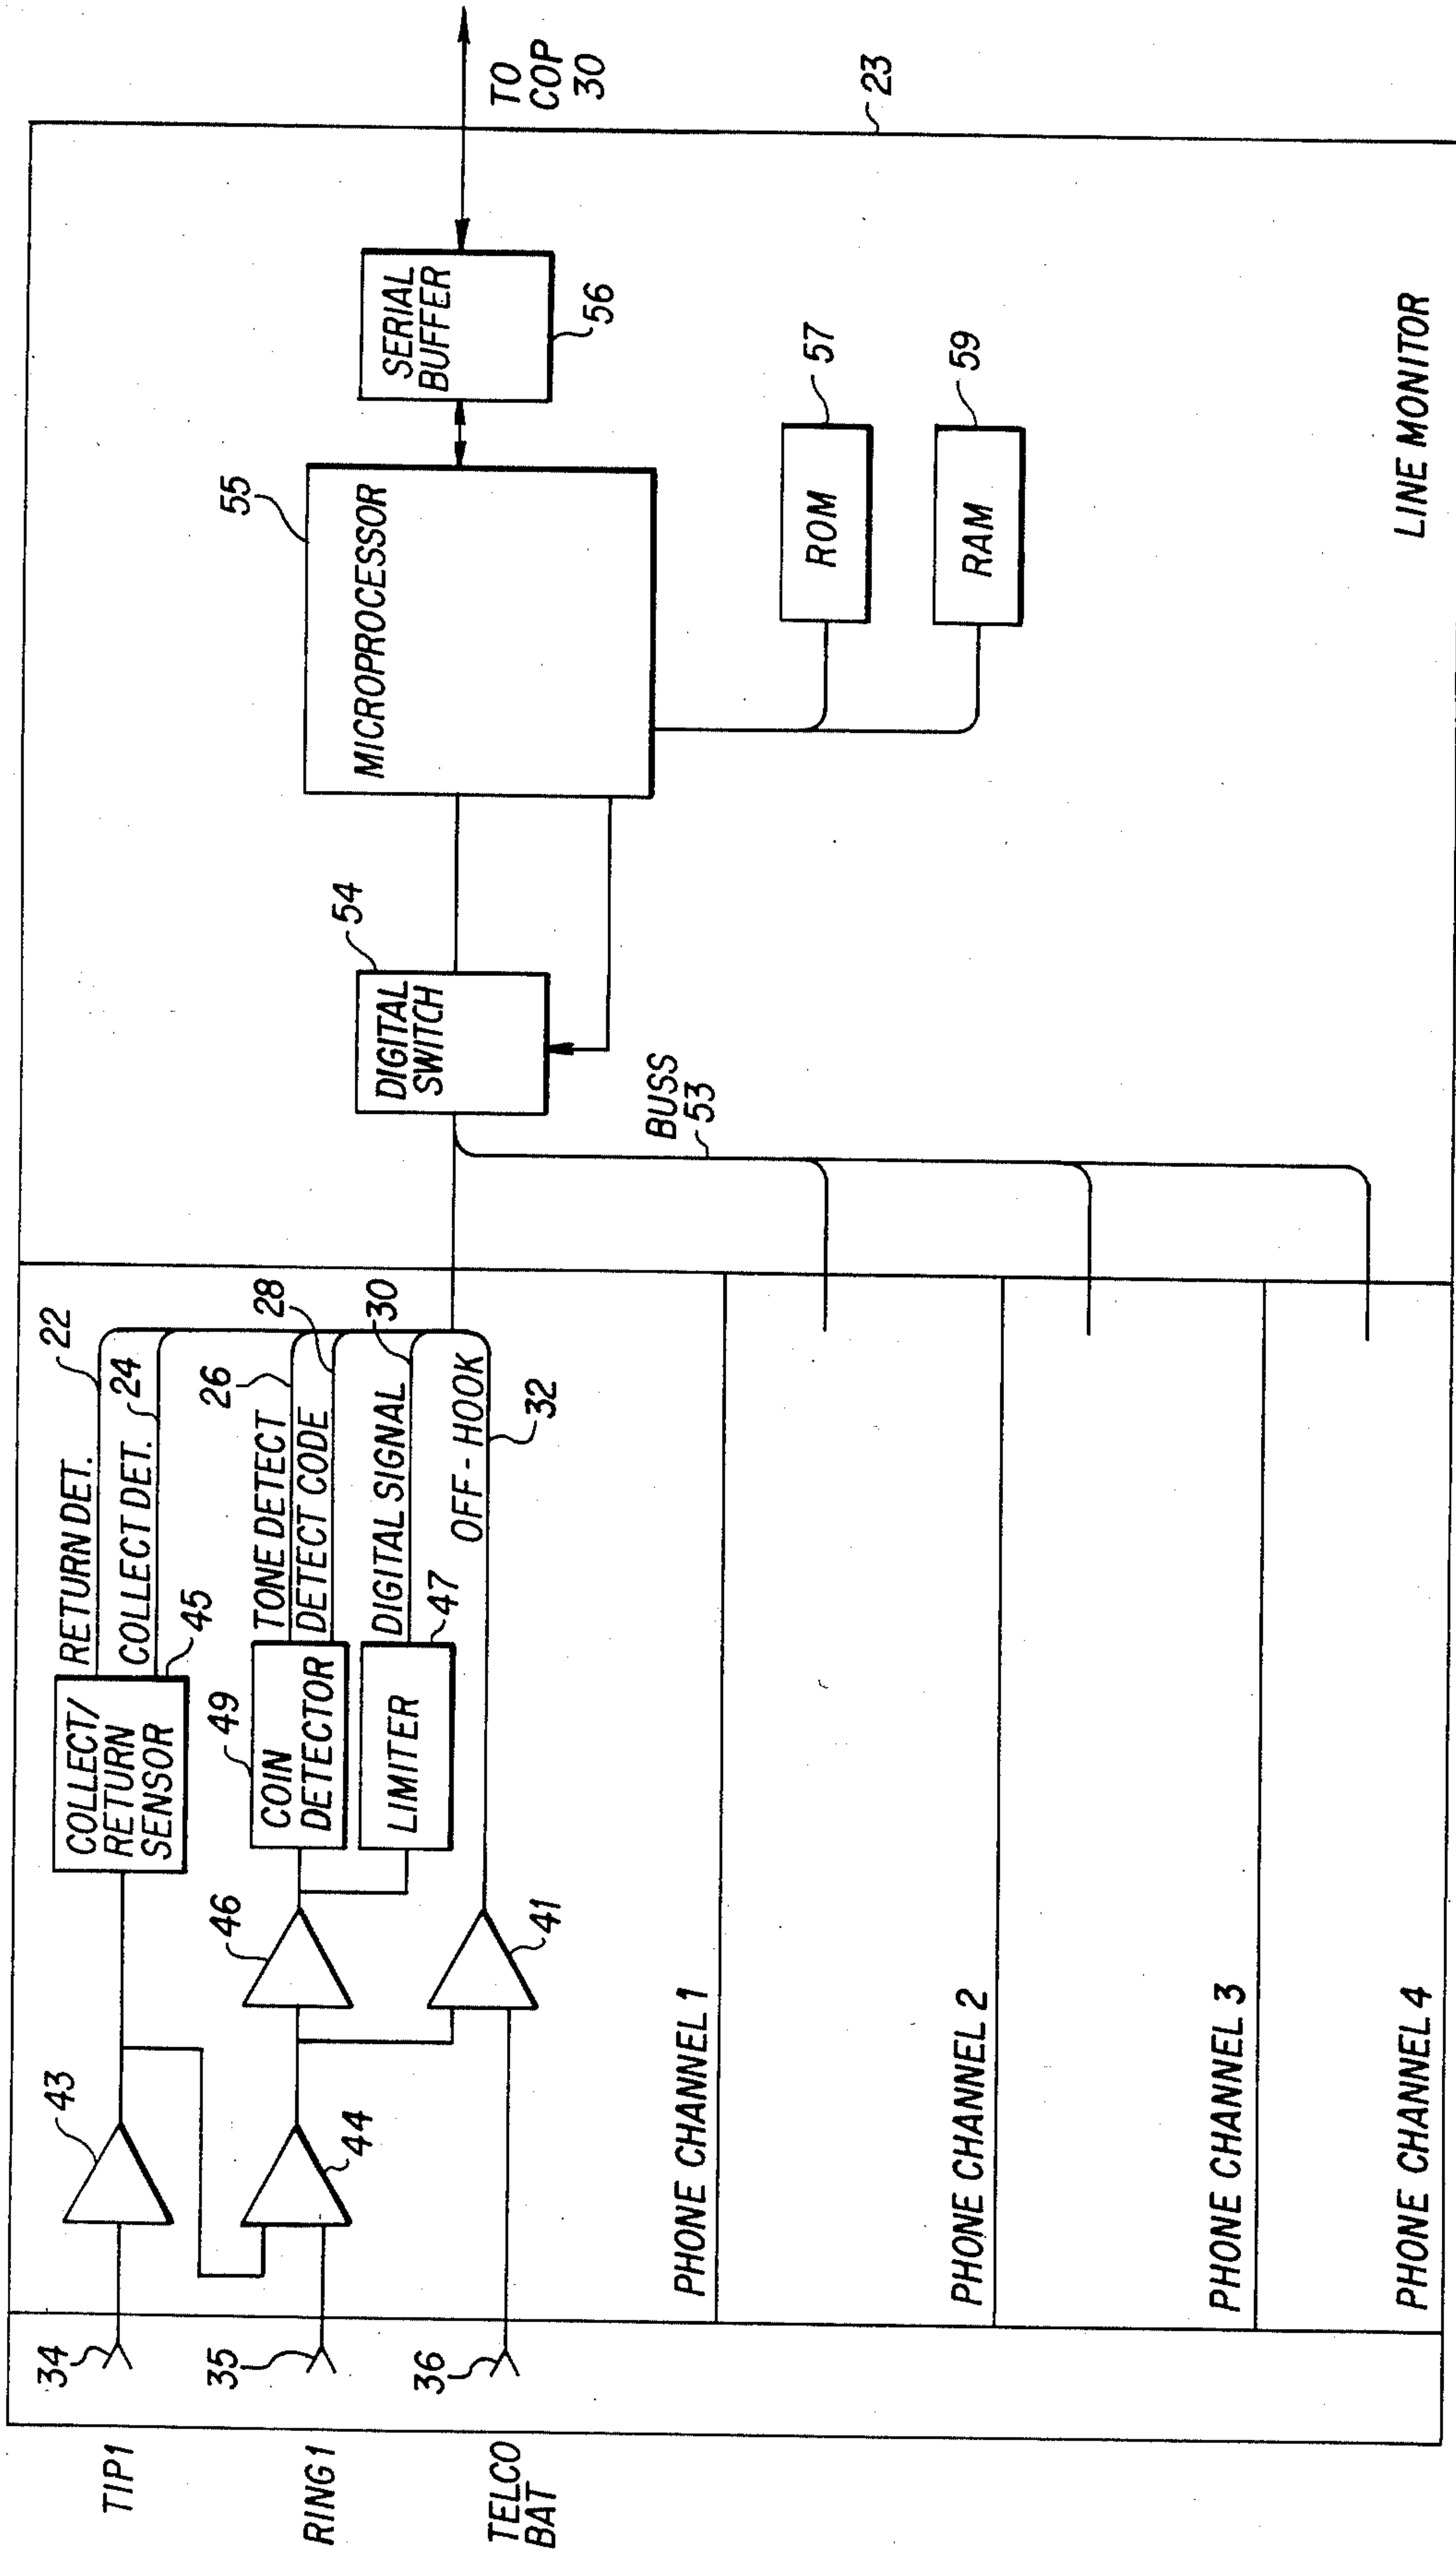 TIP1
RING1
TELCO
BAT
34
35
36
43
44
46
41
COLLECT/
RETURN
SENSOR
45
49
COIN
DETECTOR
LIMITER
47
RETURN DET.
22
COLLECT DET.
24
TONE DETECT
26
DETECT CODE
28
DIGITAL SIGNAL
30
OFF-HOOK
32
PHONE CHANNEL 1
PHONE CHANNEL 2
PHONE CHANNEL 3
PHONE CHANNEL 4
BUSS
53
DIGITAL
SWITCH
54
MICROPROCESSOR
55
SERIAL
BUFFER
56
ROM
57
RAM
59
TO
COP
30
23
LINE MONITOR